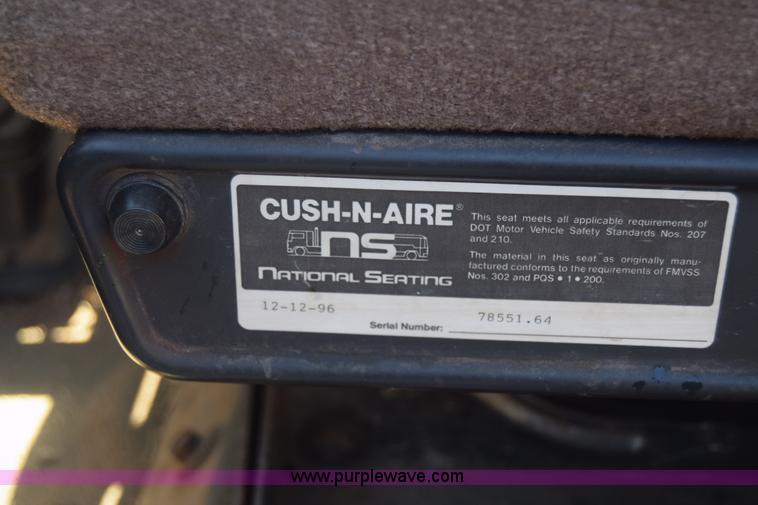 CUSH-N-AIRE®
ns
NATIONAL SEATING
This seat meets all applicable requirements of
DOT Motor Vehicle Safety Standards Nos. 207
and 210.
The material in this seat as originally manu-
factured conforms to the requirements of FMVSS
Nos. 302 and PQS • 1 • 200.
12-12-96
78551.64
Serial Number:
www.purplewave.com